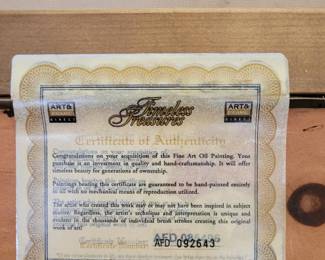 ART&
DIRECT
Timeless
Treasures
ART&
DIRECT
Certificate of Authenticity
Congratulations on your acquisition of this Fine Art Oil Painting. Your
purchase is an investment in quality and hand-craftsmanship. It will offer
timeless beauty for generations of ownership.
Paintings bearing this certificate are guaranteed to be hand-painted entirely
in oil with no mechanical means of reproduction utilized.
The artist who created this work may or may not have been inspired in subject
matter. Regardless, the artist's technique and interpretation is unique and
evident in the thousands of individual brush strokes creating this original
work of art!
AFD 092643